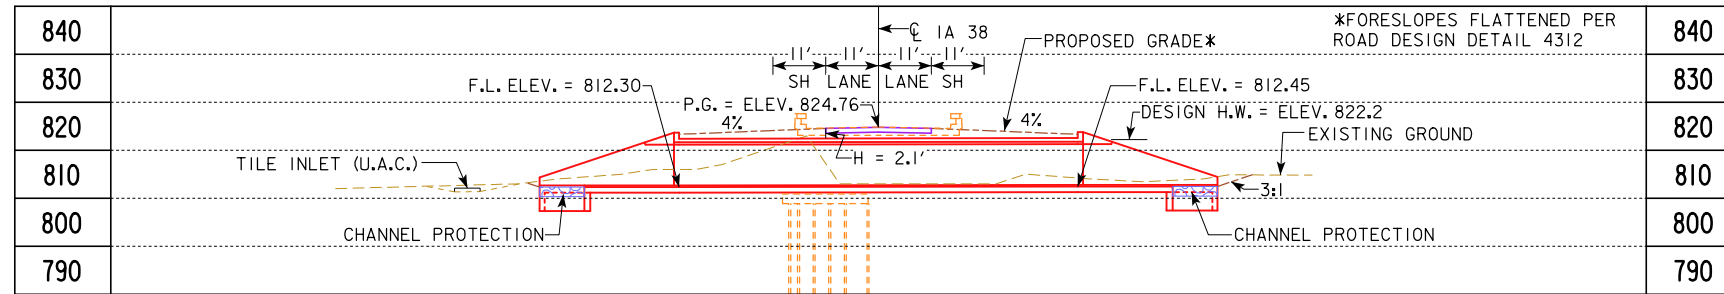 840
830
820
810
800
790
℄ IA 38
*FORESLOPES FLATTENED PER
ROAD DESIGN DETAIL 4312
840
830
820
810
800
790
11' 11' 11' 11'
SH LANE LANE SH
PROPOSED GRADE*
F.L. ELEV. = 812.30
F.L. ELEV. = 812.45
P.G. = ELEV. 824.76
DESIGN H.W. = ELEV. 822.2
4%
4%
EXISTING GROUND
TILE INLET (U.A.C.)
H = 2.1'
3:1
CHANNEL PROTECTION
CHANNEL PROTECTION